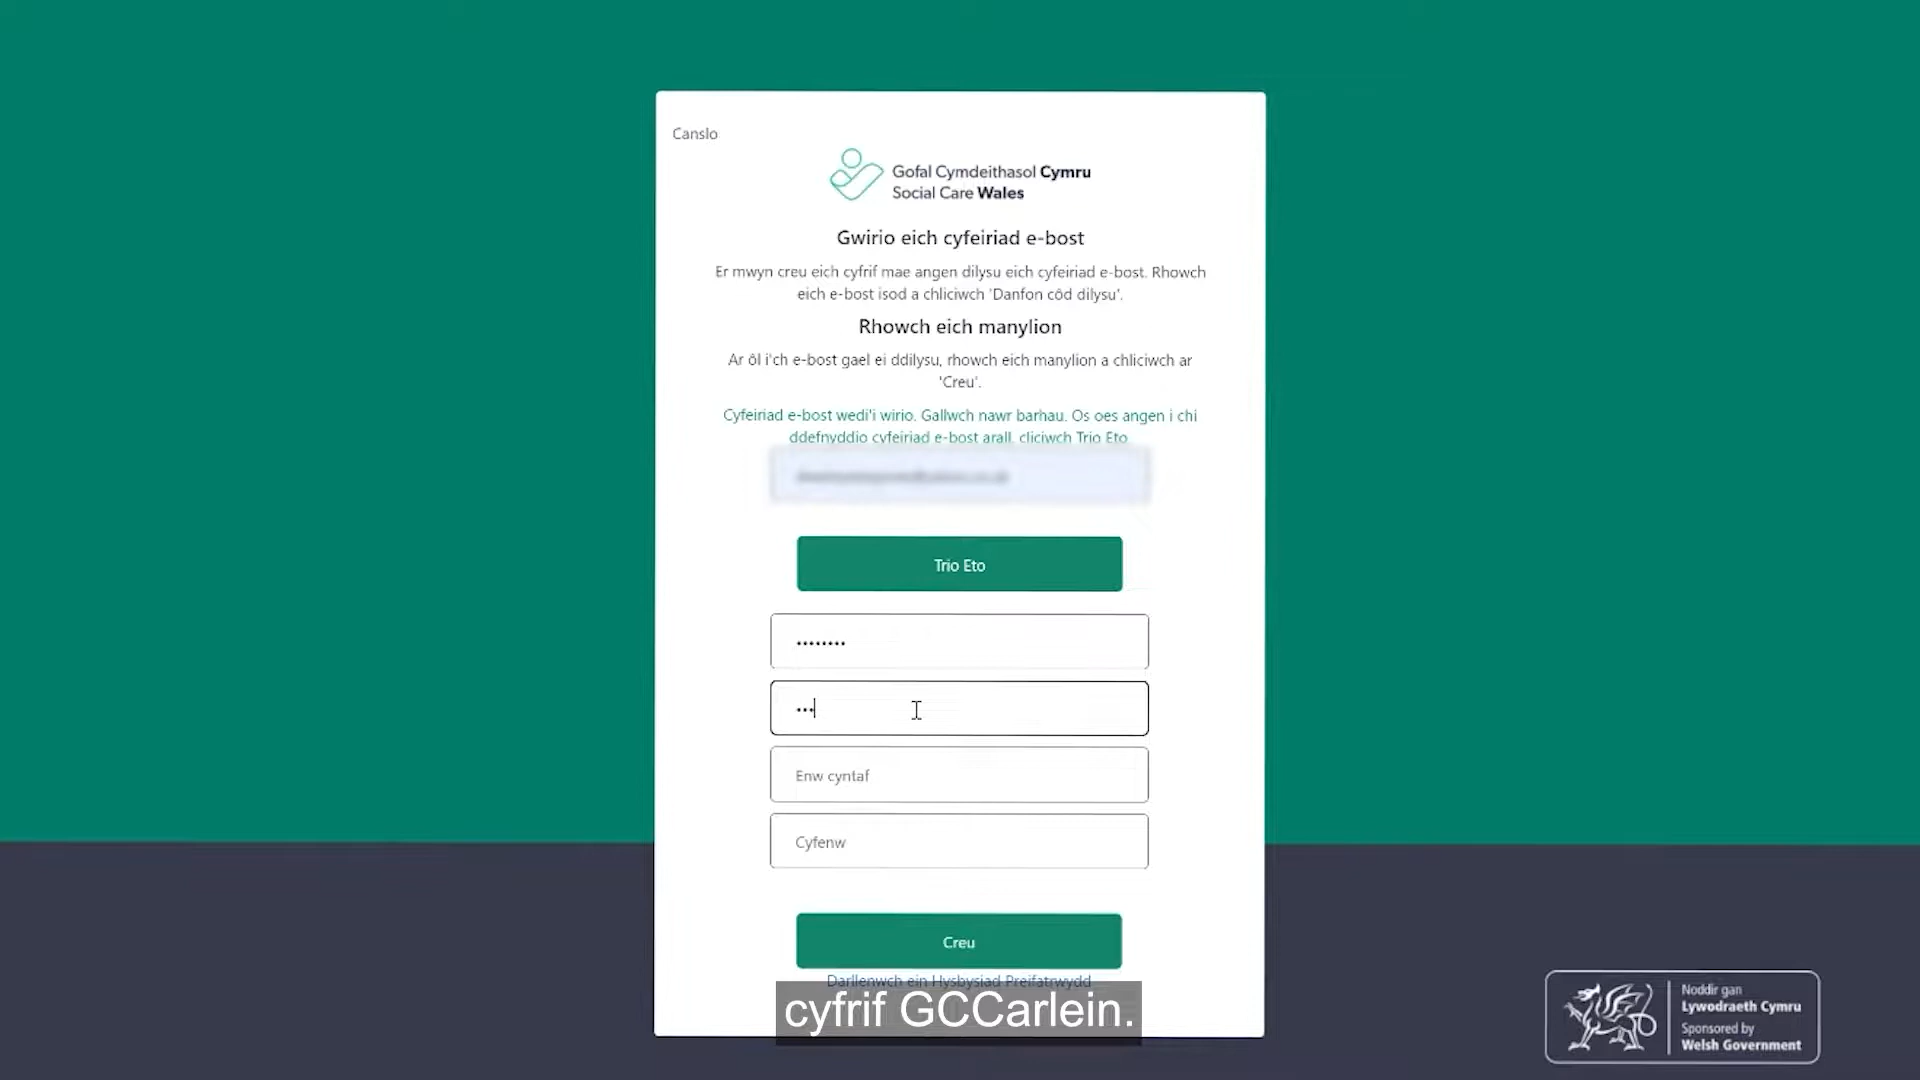 Canslo
Gofal Cymdeithasol Cymru
Social Care Wales
Gwirio eich cyfeiriad e-bost
Er mwyn creu eich cyfrif mae angen dilysu eich cyfeiriad e-bost. Rhowch
eich e-bost isod a chliciwch 'Danfon côd dilysu'.
Rhowch eich manylion
Ar ôl i'ch e-bost gael ei ddilysu, rhowch eich manylion a chliciwch ar
'Creu'.
Cyfeiriad e-bost wedi'i wirio. Gallwch nawr barhau. Os oes angen i chi
ddefnyddio cyfeiriad e-bost arall, cliciwch Trio Eto.
Trio Eto
Enw cyntaf
Cyfenw
Creu
Darllenwch ein Hysbysiad Preifatrwydd
cyfrif GCCarlein.
Noddir gan
Lywodraeth Cymru
Sponsored by
Welsh Government